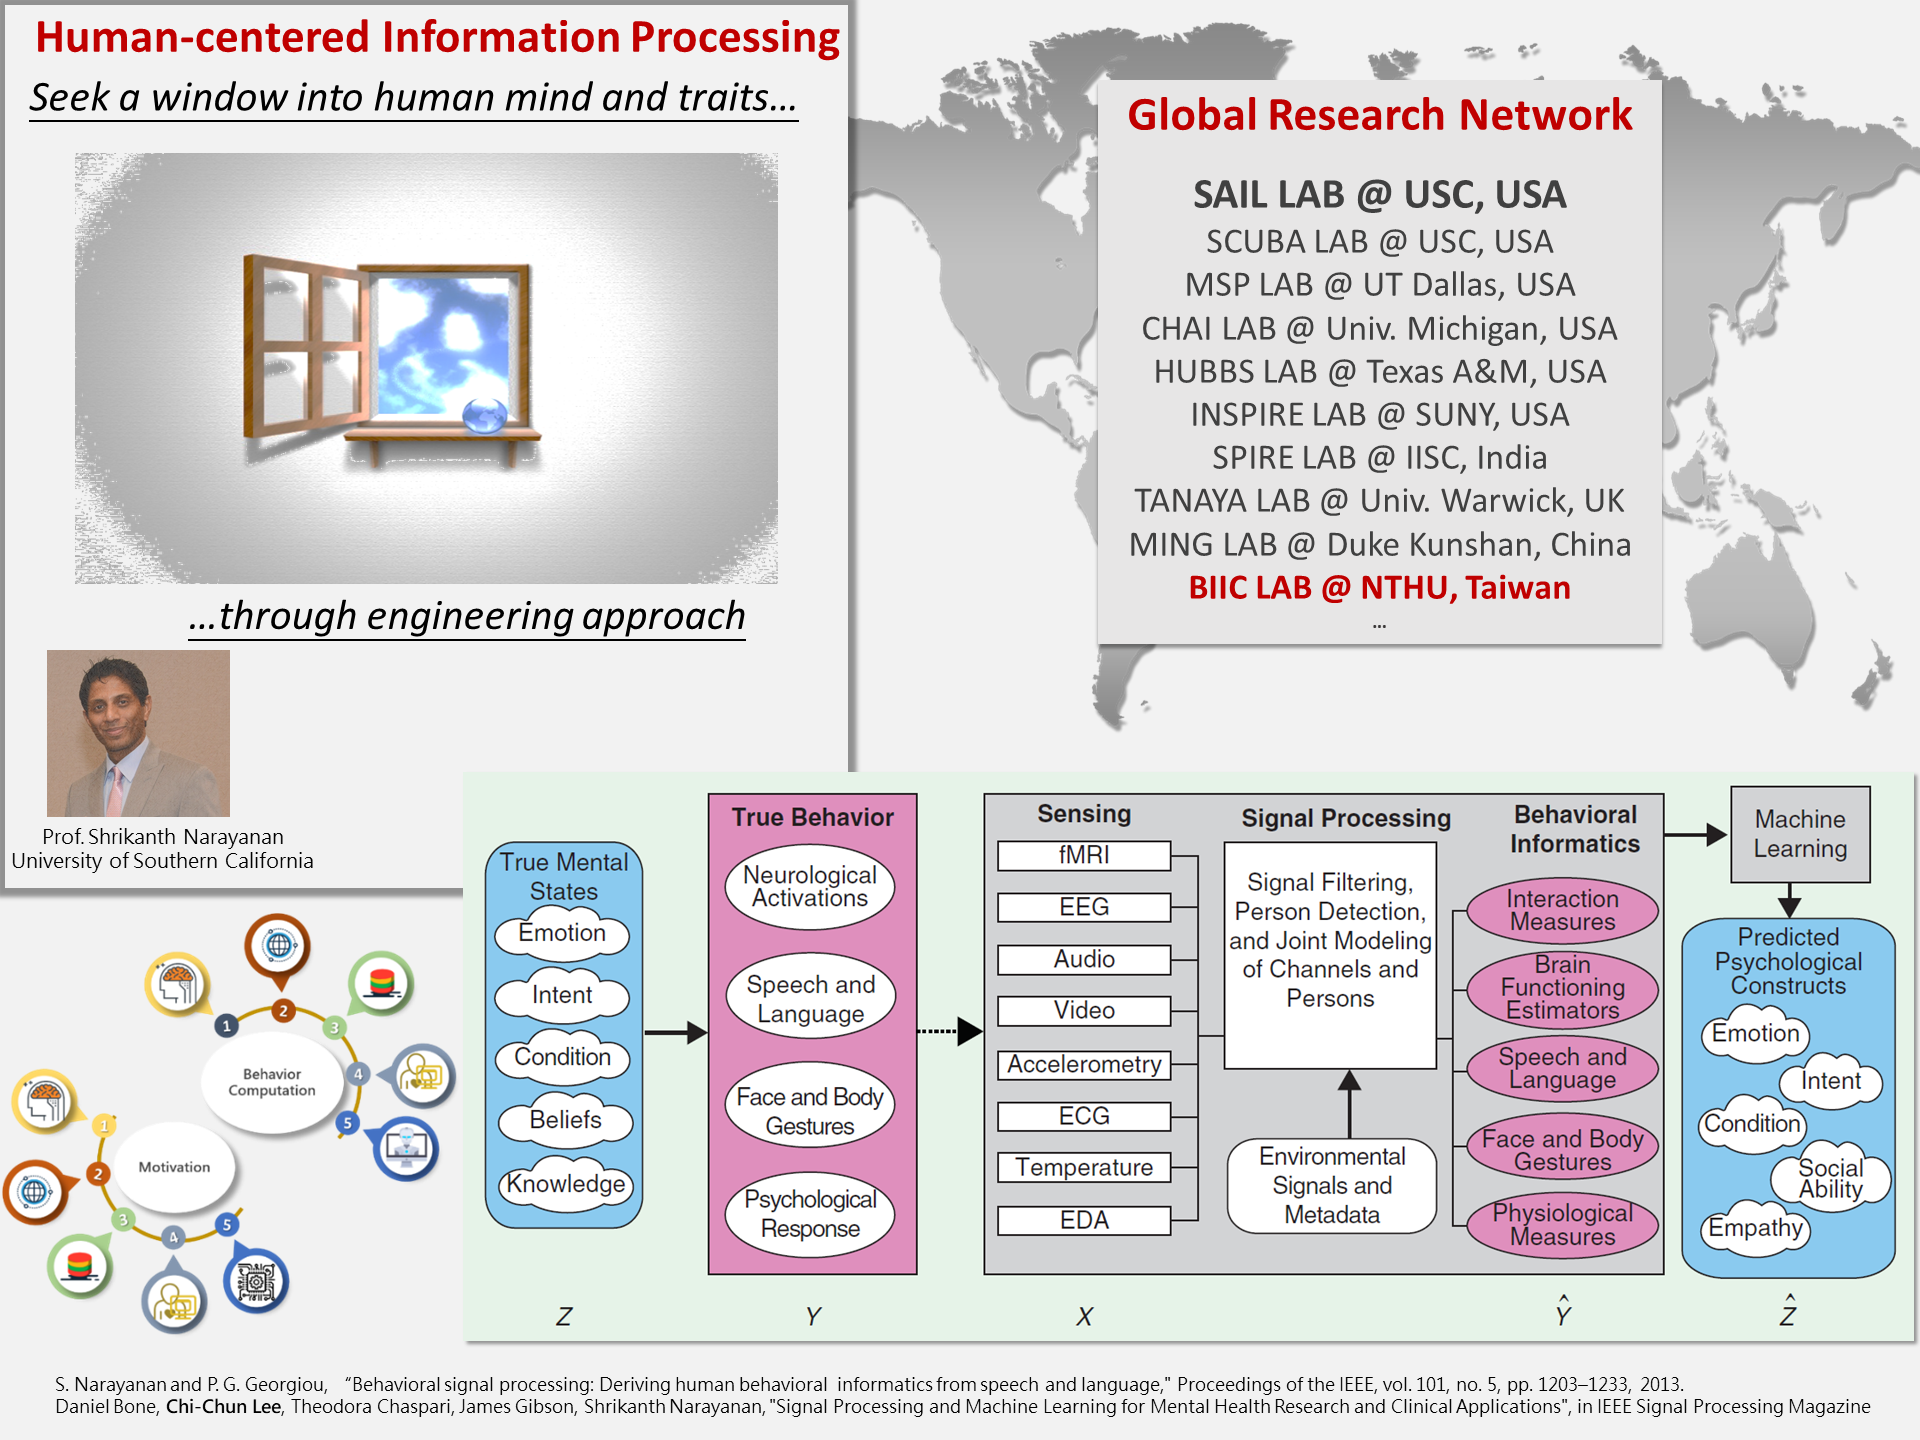 Human-centered Information Processing
Seek a window into human mind and traits...
...through engineering approach
Prof. Shrikanth Narayanan
University of Southern California
Global Research Network
SAIL LAB @ USC, USA
SCUBA LAB @ USC, USA
MSP LAB @ UT Dallas, USA
CHAI LAB @ Univ. Michigan, USA
HUBBS LAB @ Texas A&M, USA
INSPIRE LAB @ SUNY, USA
SPIRE LAB @ IISC, India
TANAYA LAB @ Univ. Warwick, UK
MING LAB @ Duke Kunshan, China
BIIC LAB @ NTHU, Taiwan
...
1
2
3
4
5
Behavior
Computation
1
2
3
4
5
Motivation
True Mental
States
Emotion
Intent
Condition
Beliefs
Knowledge
Z
True Behavior
Neurological
Activations
Speech and
Language
Face and Body
Gestures
Psychological
Response
Y
Sensing
fMRI
EEG
Audio
Video
Accelerometry
ECG
Temperature
EDA
X
Signal Processing
Signal Filtering,
Person Detection,
and Joint Modeling
of Channels and
Persons
Environmental
Signals and
Metadata
Behavioral
Informatics
Interaction
Measures
Brain
Functioning
Estimators
Speech and
Language
Face and Body
Gestures
Physiological
Measures
Ŷ
Machine
Learning
Predicted
Psychological
Constructs
Emotion
Intent
Condition
Social
Ability
Empathy
Ẑ
S. Narayanan and P. G. Georgiou, “Behavioral signal processing: Deriving human behavioral informatics from speech and language," Proceedings of the IEEE, vol. 101, no. 5, pp. 1203–1233, 2013.
Daniel Bone, Chi-Chun Lee, Theodora Chaspari, James Gibson, Shrikanth Narayanan, "Signal Processing and Machine Learning for Mental Health Research and Clinical Applications", in IEEE Signal Processing Magazine